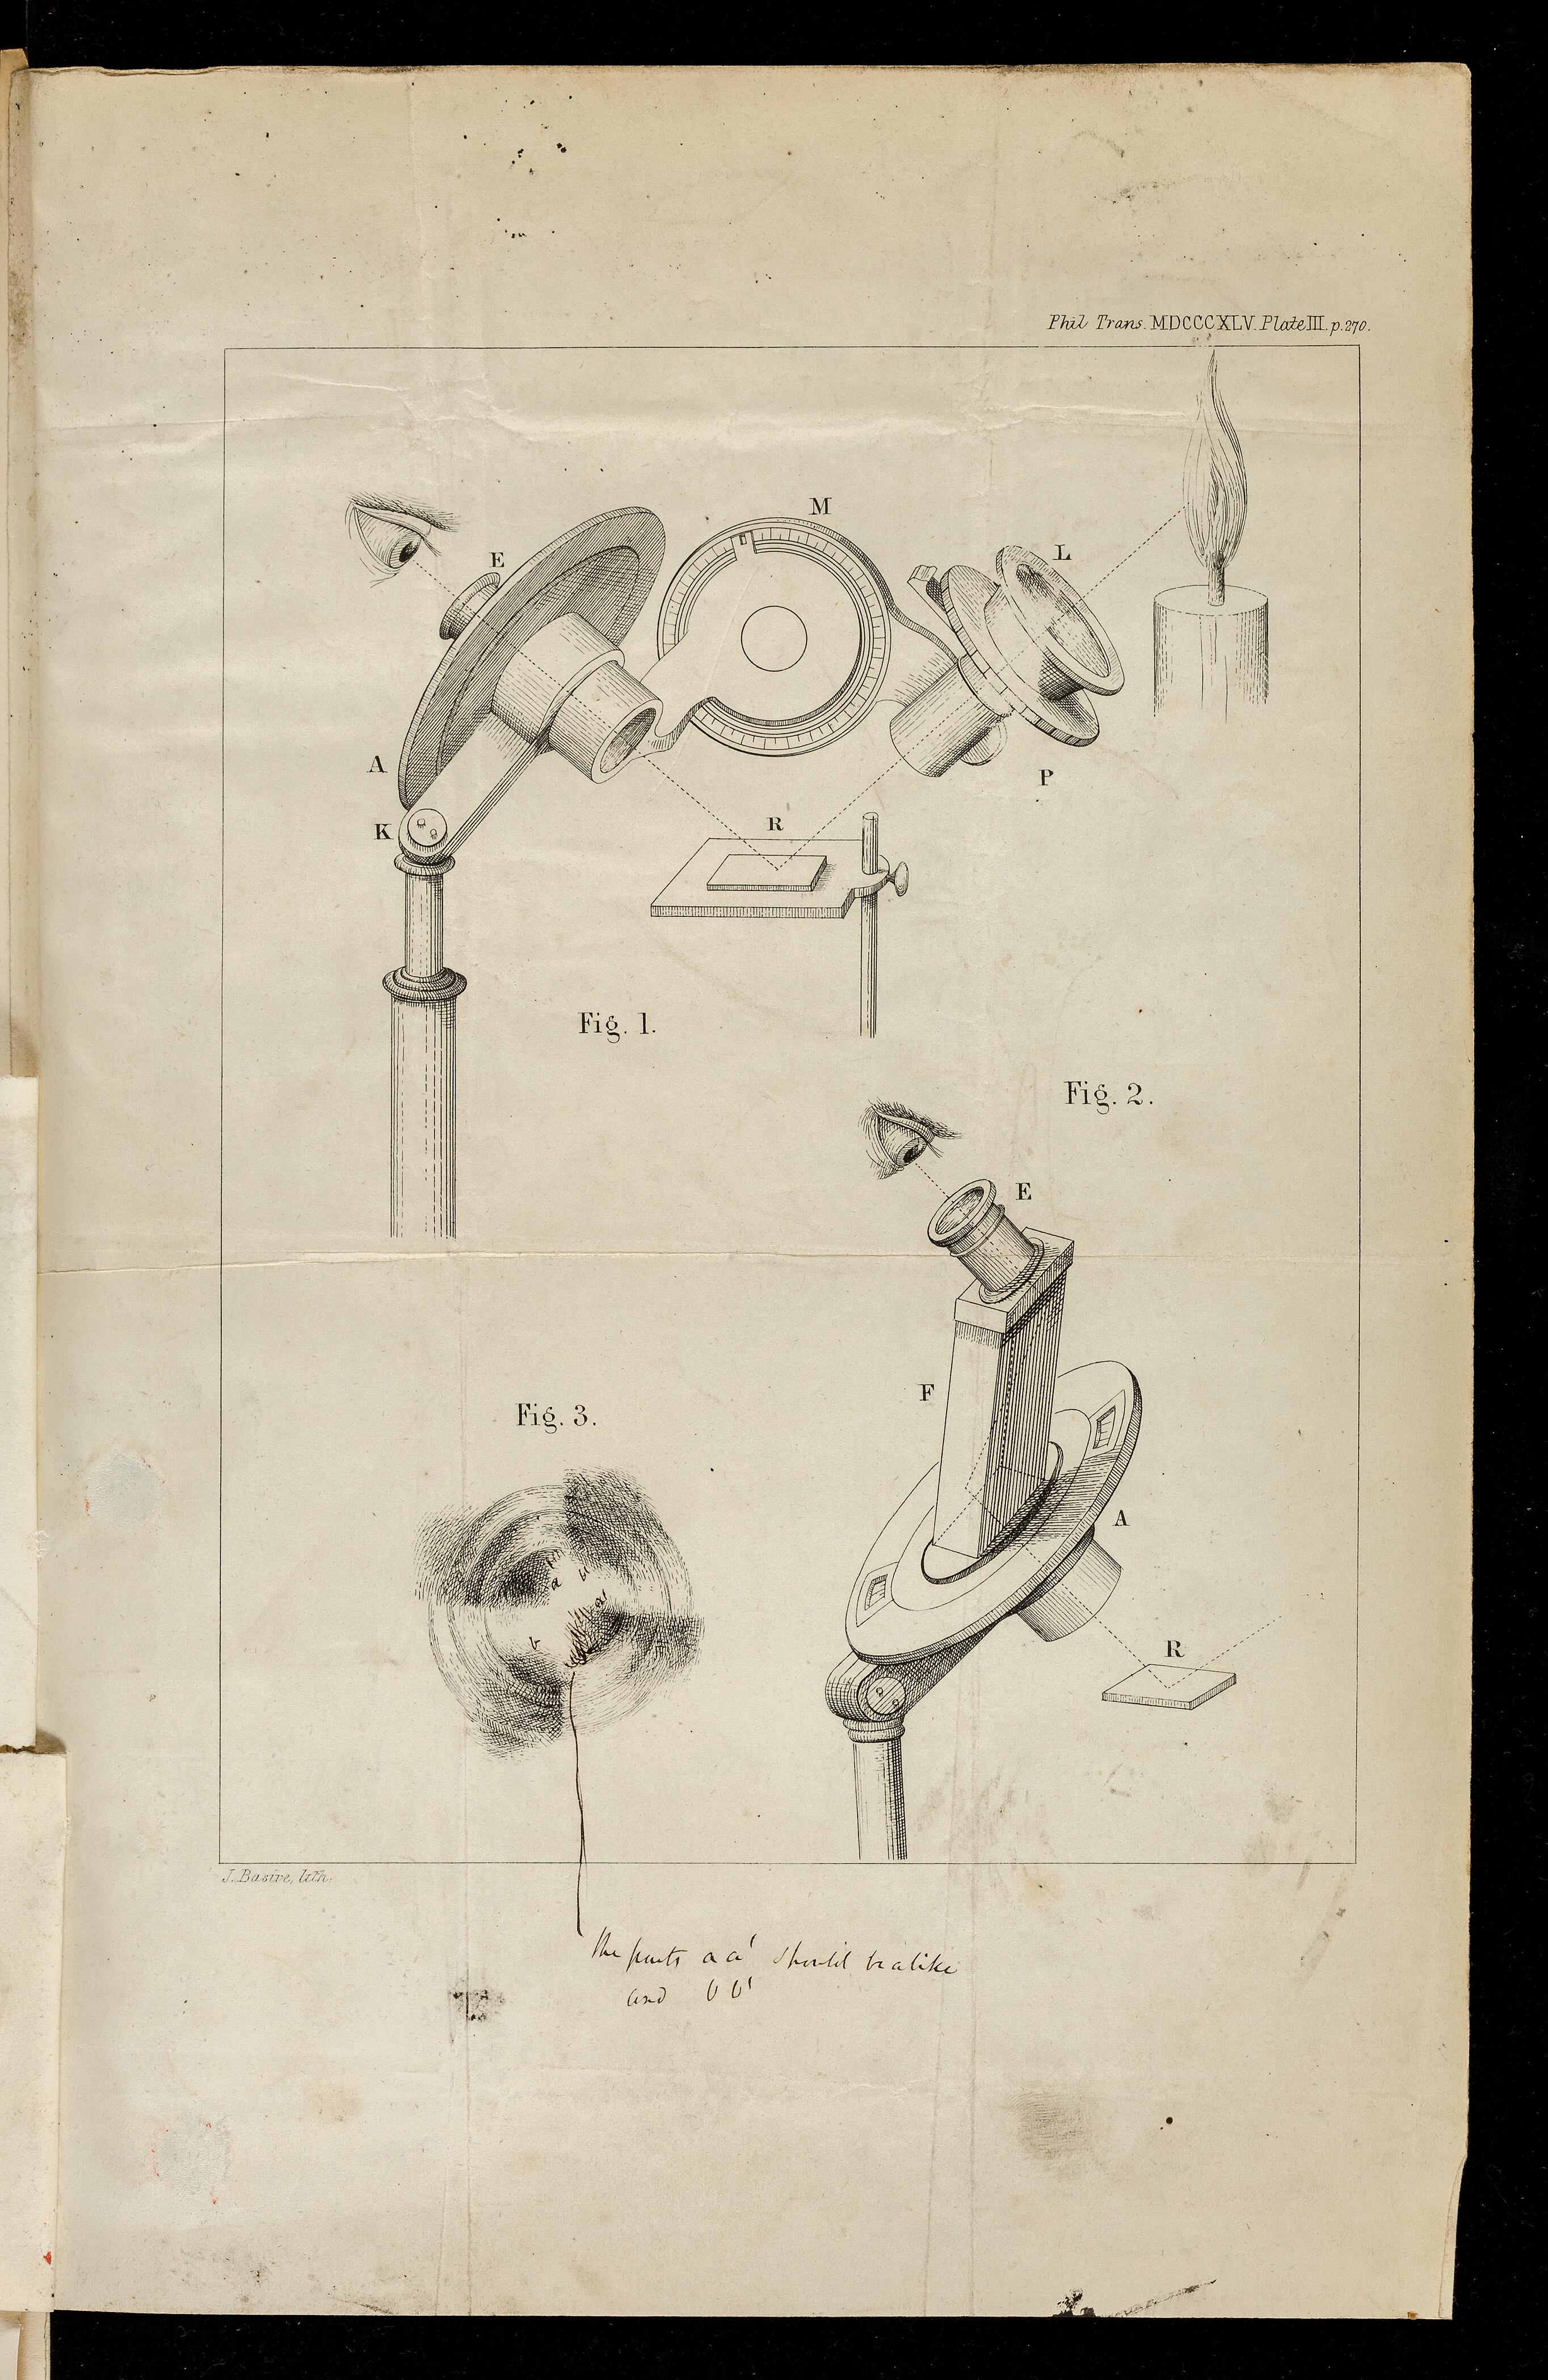 Phil Trans. MDCCCXLV. Plate III. p. 270.
M
E
L
A
K
P
R
Fig. 1.
Fig. 2.
E
F
Fig. 3.
A
a b'
a'
b
R
J. Basire, lith.
the parts a a' should be alike
and b b'